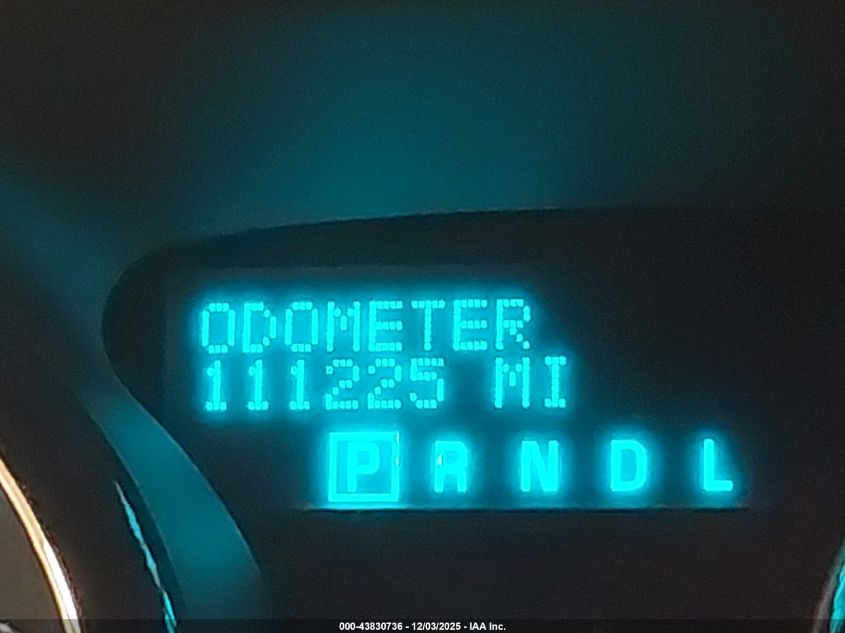 ODOMETER
111225 MI
P R N D L
000-43830736 - 12/03/2025 - IAA Inc.